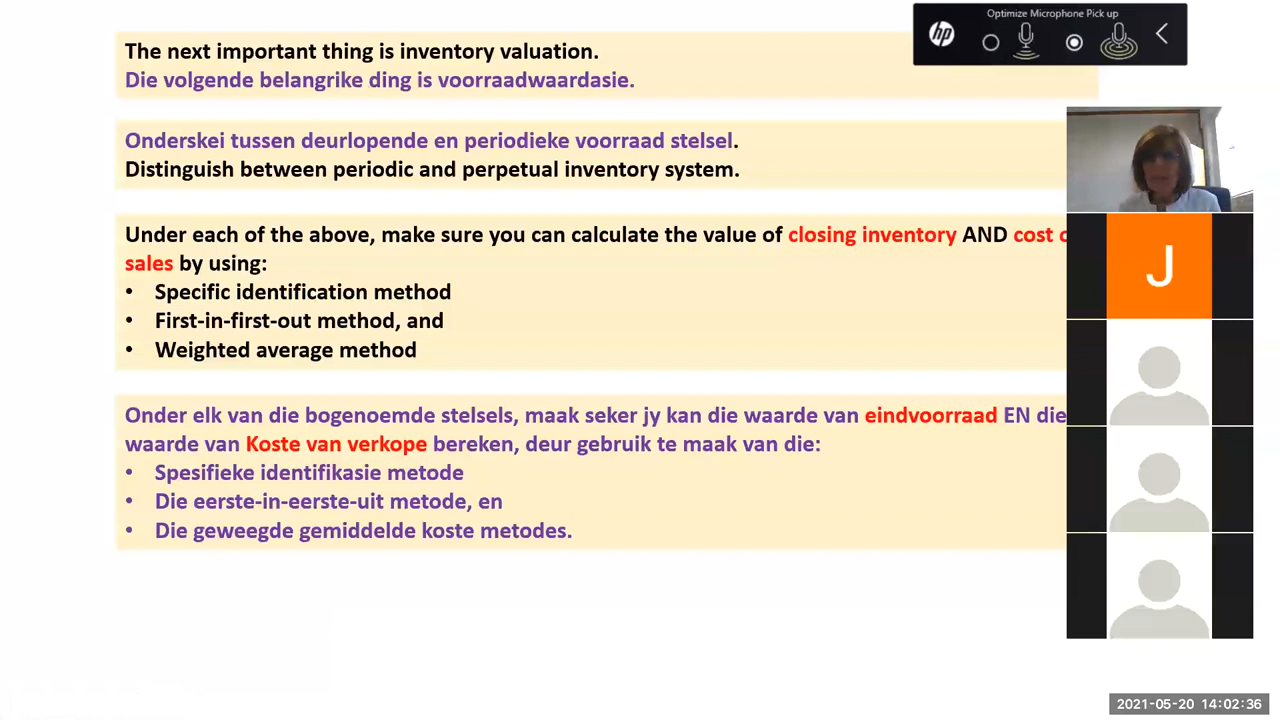 Optimize Microphone Pick up
hp
The next important thing is inventory valuation.
Die volgende belangrike ding is voorraadwaardasie.
Onderskei tussen deurlopende en periodieke voorraad stelsel.
Distinguish between periodic and perpetual inventory system.
Under each of the above, make sure you can calculate the value of closing inventory AND cost
sales by using:
• Specific identification method
• First-in-first-out method, and
• Weighted average method
Onder elk van die bogenoemde stelsels, maak seker jy kan die waarde van eindvoorraad EN die
waarde van Koste van verkope bereken, deur gebruik te maak van die:
• Spesifieke identifikasie metode
• Die eerste-in-eerste-uit metode, en
• Die geweegde gemiddelde koste metodes.
J
2021-05-20 14:02:36